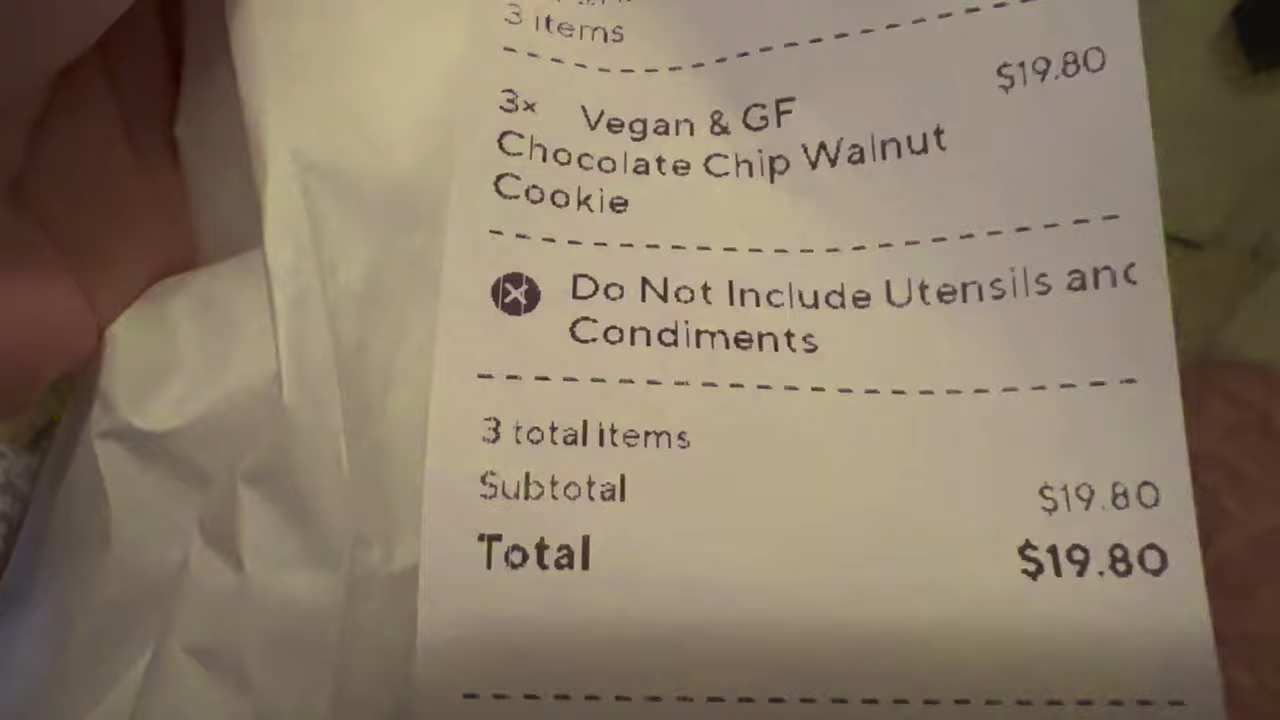 3 items
$19.80
3x Vegan & GF
Chocolate Chip Walnut
Cookie
Do Not Include Utensils and
Condiments
3 total items
Subtotal $19.80
Total $19.80